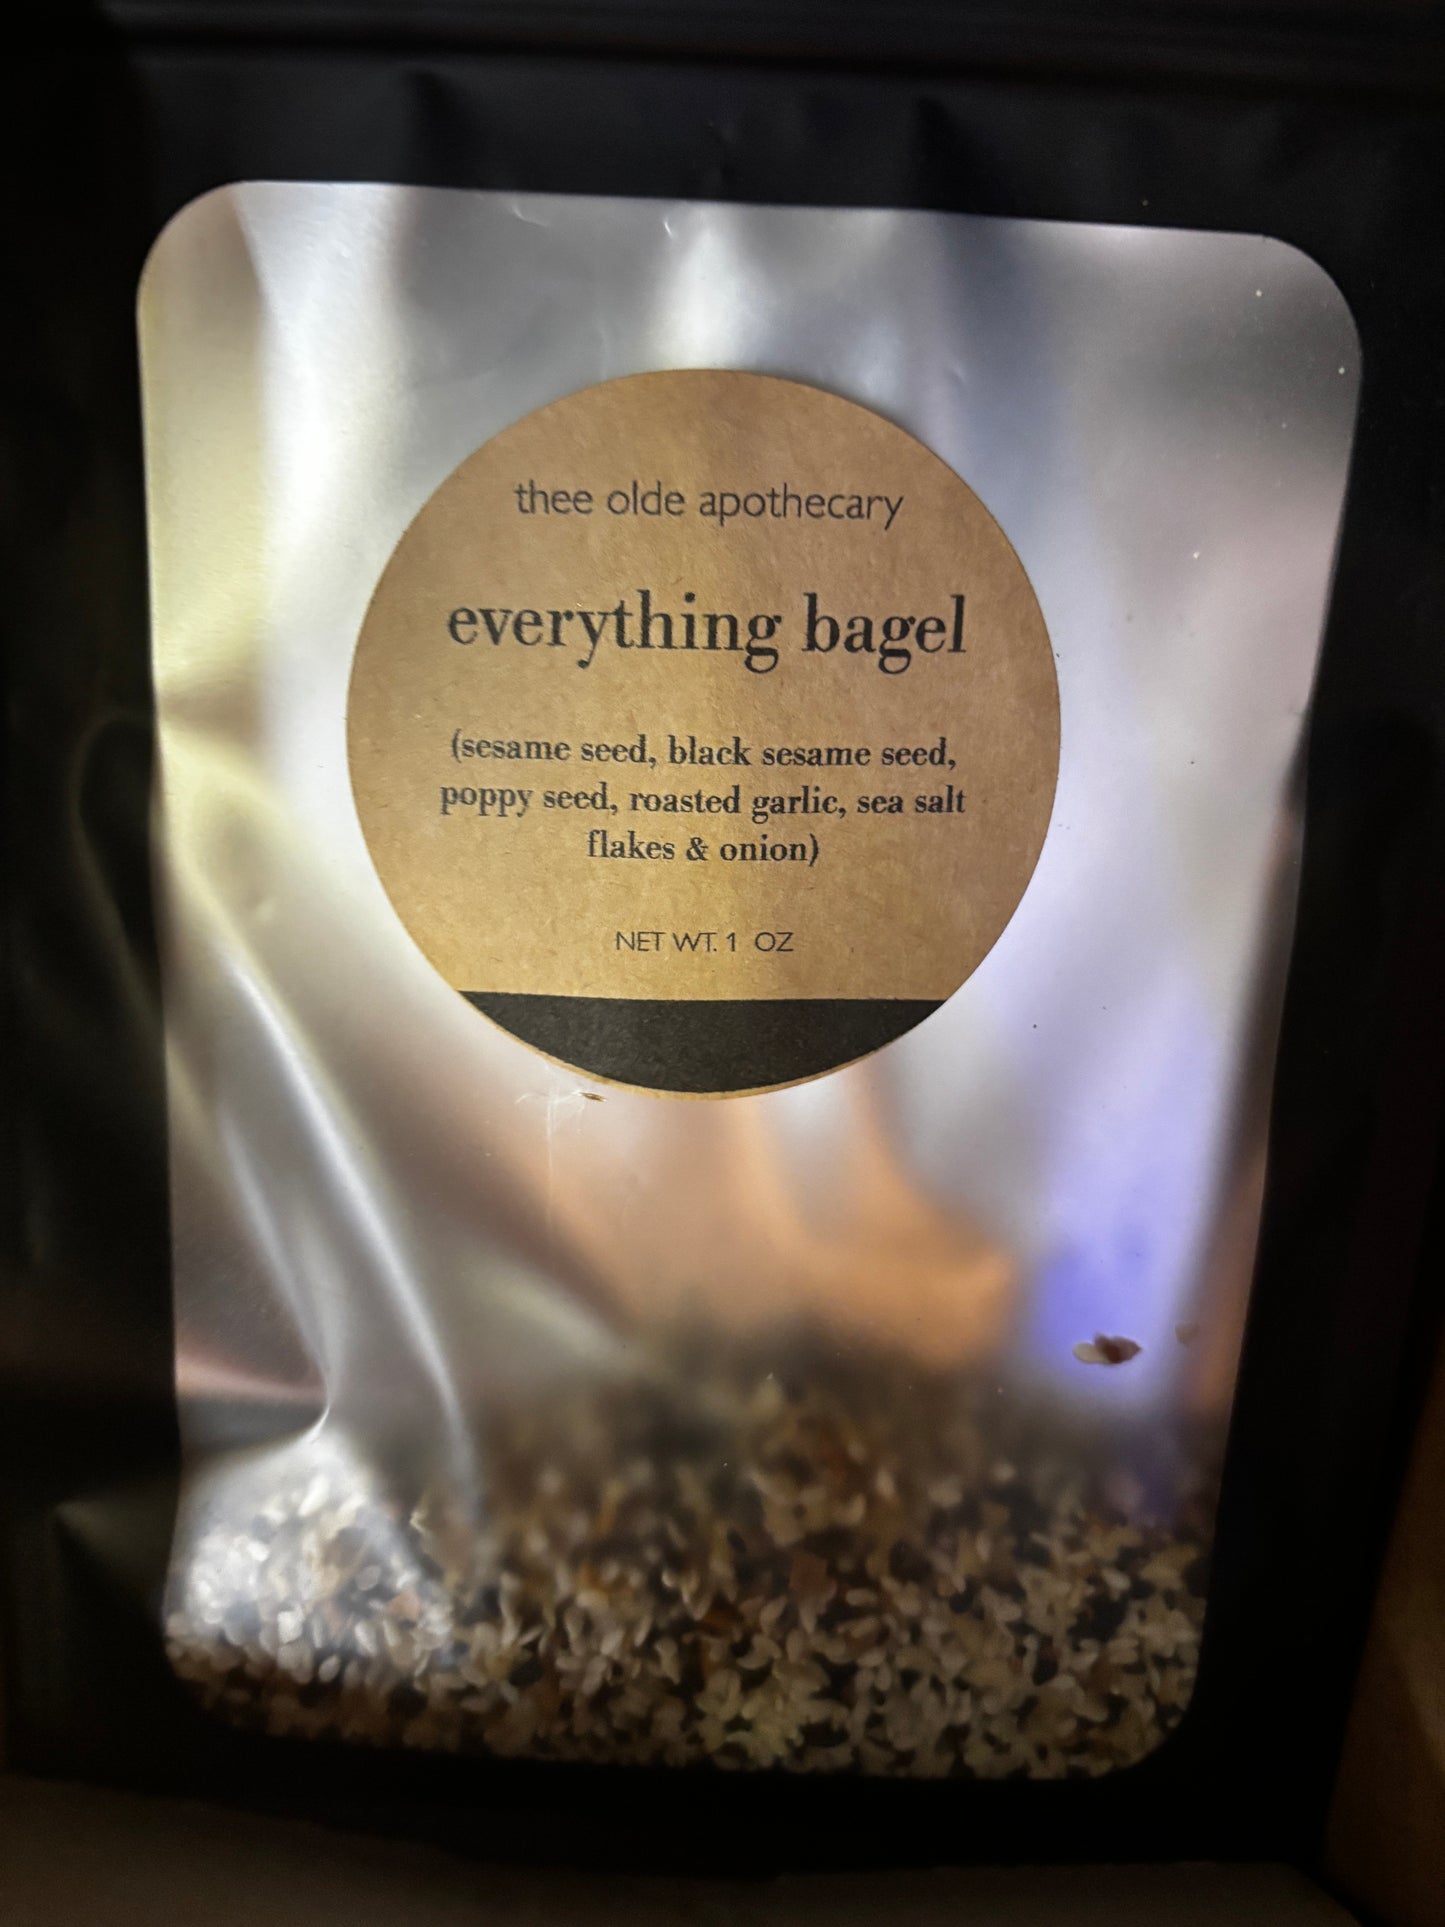 thee olde apothecary
everything bagel
(sesame seed, black sesame seed,
poppy seed, roasted garlic, sea salt
flakes & onion)
NET WT. 1 OZ